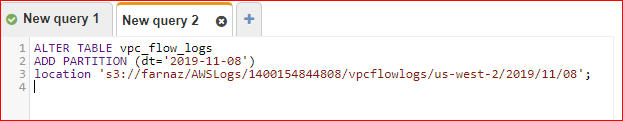 New query 1 New query 2
1 ALTER TABLE vpc_flow_logs
2 ADD PARTITION (dt='2019-11-08')
3 location 's3://farnaz/AWSLogs/1400154844808/vpcflowlogs/us-west-2/2019/11/08';
4